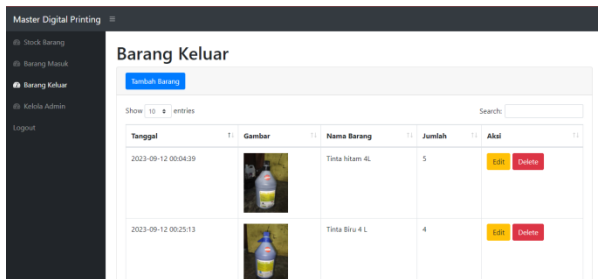 Master Digital Printing
Stock Barang
Barang Masuk
Barang Keluar
Kelola Admin
Logout
Barang Keluar
Tambah Barang
Show 10 entries
Search:
Tanggal Gambar Nama Barang Jumlah Aksi
2023-09-12 00:04:39 Tinta hitam 4L 5 Edit Delete
2023-09-12 00:25:13 Tinta Biru 4 L 4 Edit Delete